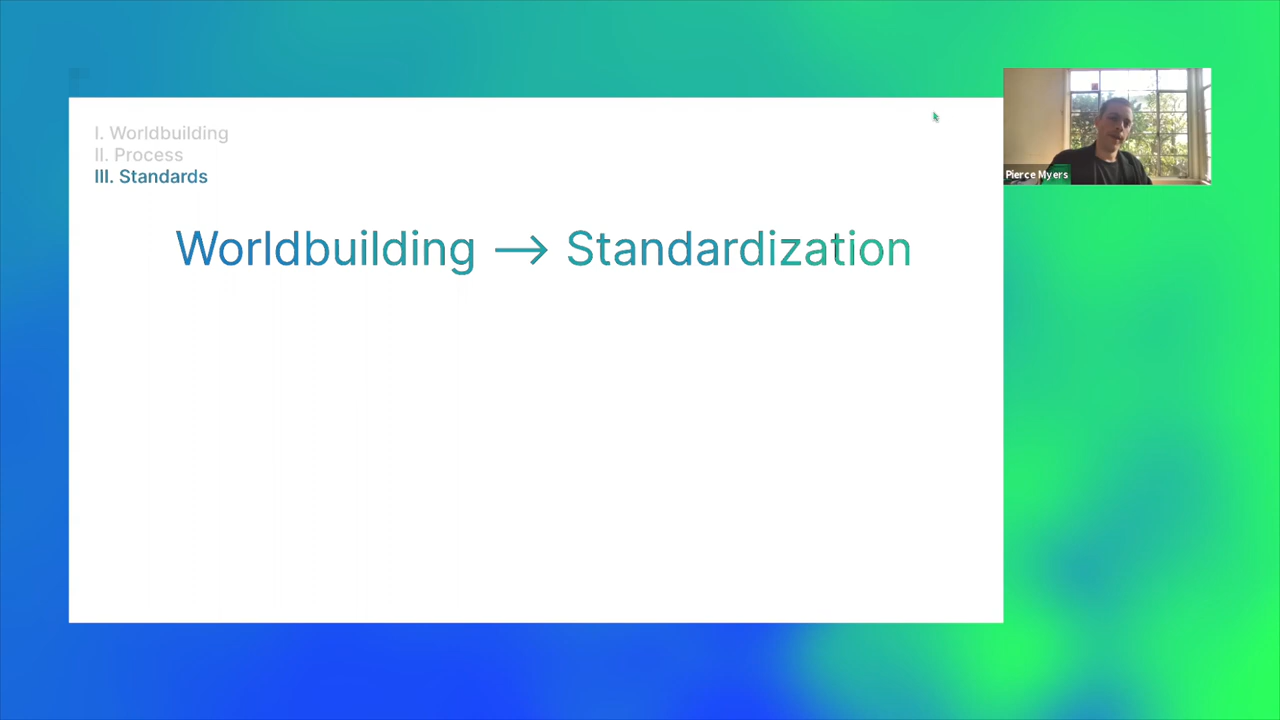 I. Worldbuilding
II. Process
III. Standards
Worldbuilding → Standardization
Pierce Myers